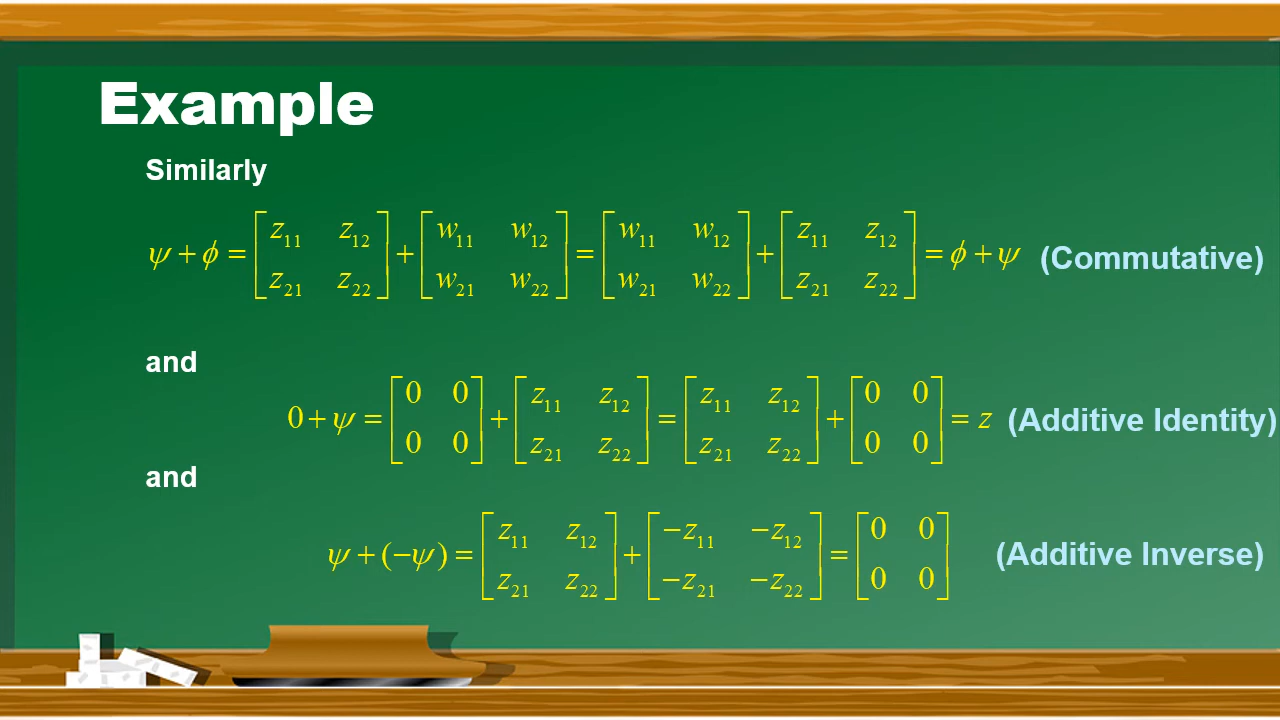 Example
Similarly
ψ + ϕ = [z₁₁ z₁₂; z₂₁ z₂₂] + [w₁₁ w₁₂; w₂₁ w₂₂] = [w₁₁ w₁₂; w₂₁ w₂₂] + [z₁₁ z₁₂; z₂₁ z₂₂] = ϕ + ψ (Commutative)
and
0 + ψ = [0 0; 0 0] + [z₁₁ z₁₂; z₂₁ z₂₂] = [z₁₁ z₁₂; z₂₁ z₂₂] + [0 0; 0 0] = z (Additive Identity)
and
ψ + (−ψ) = [z₁₁ z₁₂; z₂₁ z₂₂] + [−z₁₁ −z₁₂; −z₂₁ −z₂₂] = [0 0; 0 0] (Additive Inverse)